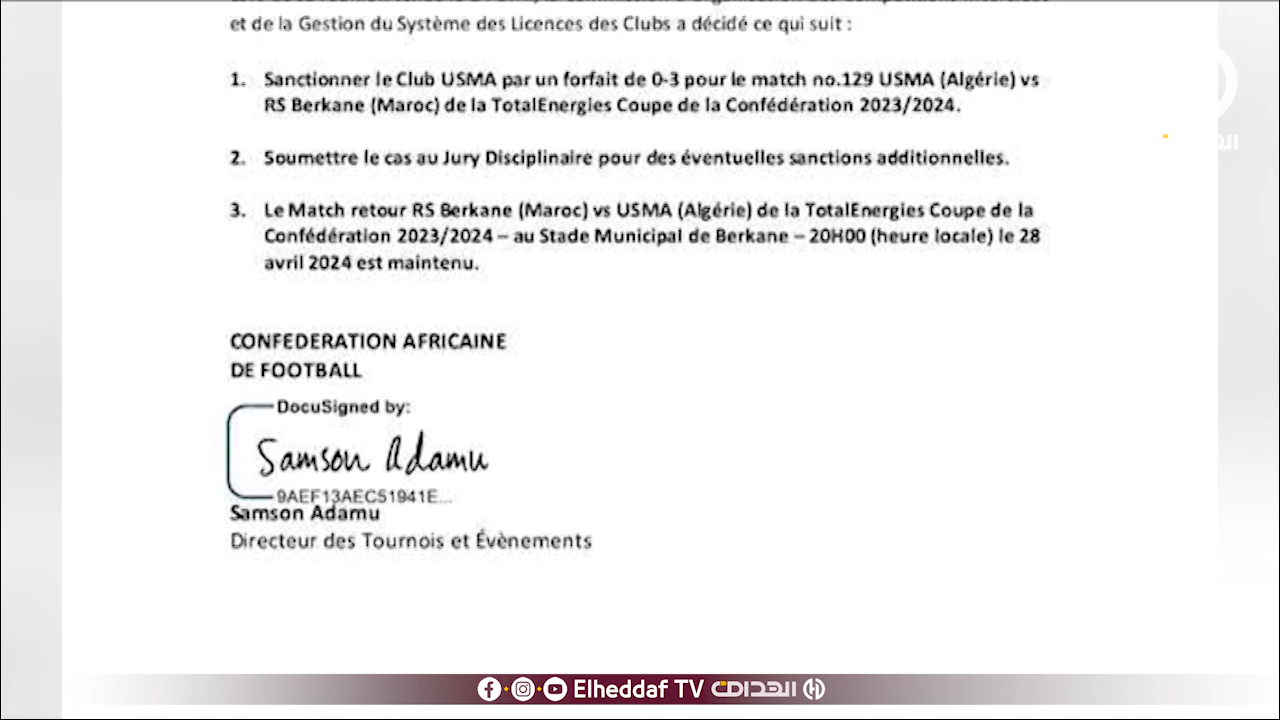 et de la Gestion du Système des Licences des Clubs a décidé ce qui suit :
1. Sanctionner le Club USMA par un forfait de 0-3 pour le match no.129 USMA (Algérie) vs
RS Berkane (Maroc) de la TotalEnergies Coupe de la Confédération 2023/2024.
2. Soumettre le cas au Jury Disciplinaire pour des éventuelles sanctions additionnelles.
3. Le Match retour RS Berkane (Maroc) vs USMA (Algérie) de la TotalEnergies Coupe de la
Confédération 2023/2024 – au Stade Municipal de Berkane – 20H00 (heure locale) le 28
avril 2024 est maintenu.
CONFEDERATION AFRICAINE
DE FOOTBALL
DocuSigned by:
Samson Adamu
9AEF13AEC51941E...
Samson Adamu
Directeur des Tournois et Évènements
Elheddaf TV الهداف